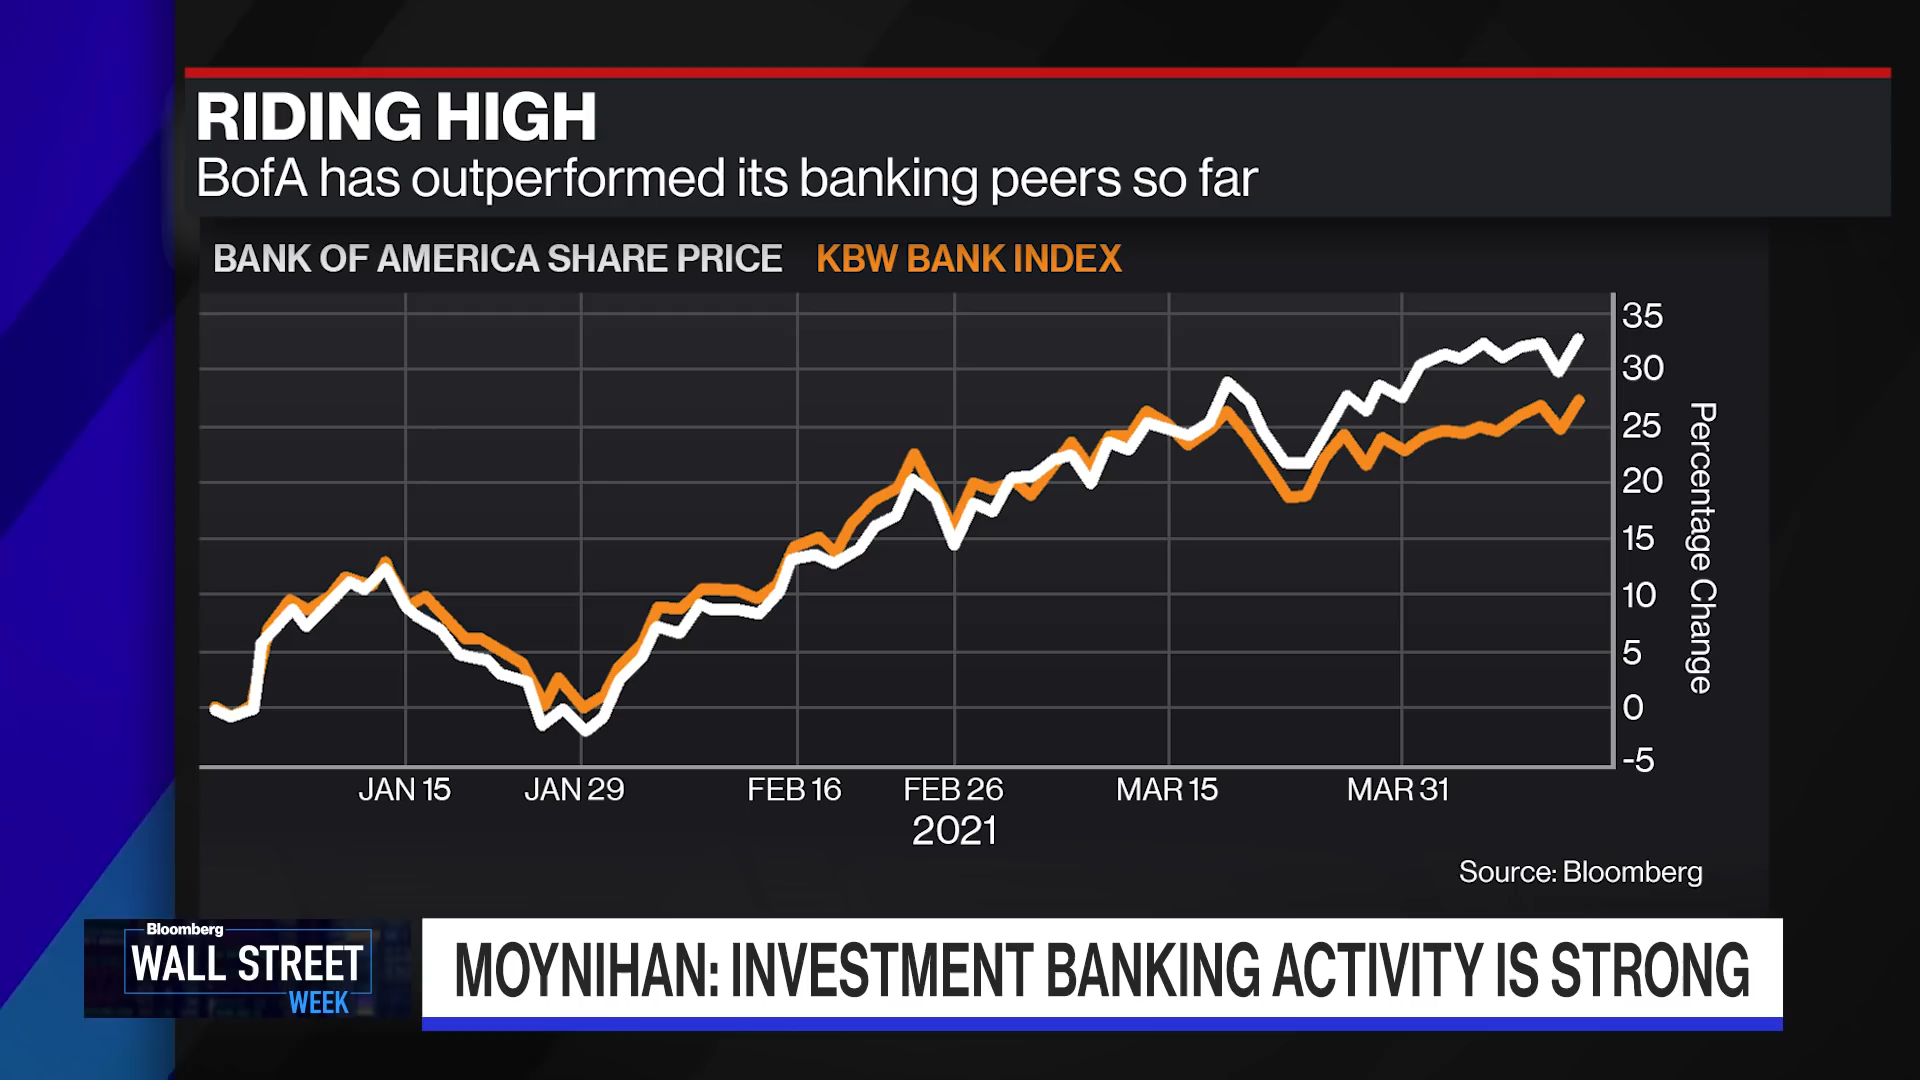 RIDING HIGH
BofA has outperformed its banking peers so far
BANK OF AMERICA SHARE PRICE KBW BANK INDEX
35
30
25
20
15
10
5
0
-5
Percentage Change
JAN 15 JAN 29 FEB 16 FEB 26 MAR 15 MAR 31
2021
Source: Bloomberg
Bloomberg
WALL STREET
WEEK
MOYNIHAN: INVESTMENT BANKING ACTIVITY IS STRONG